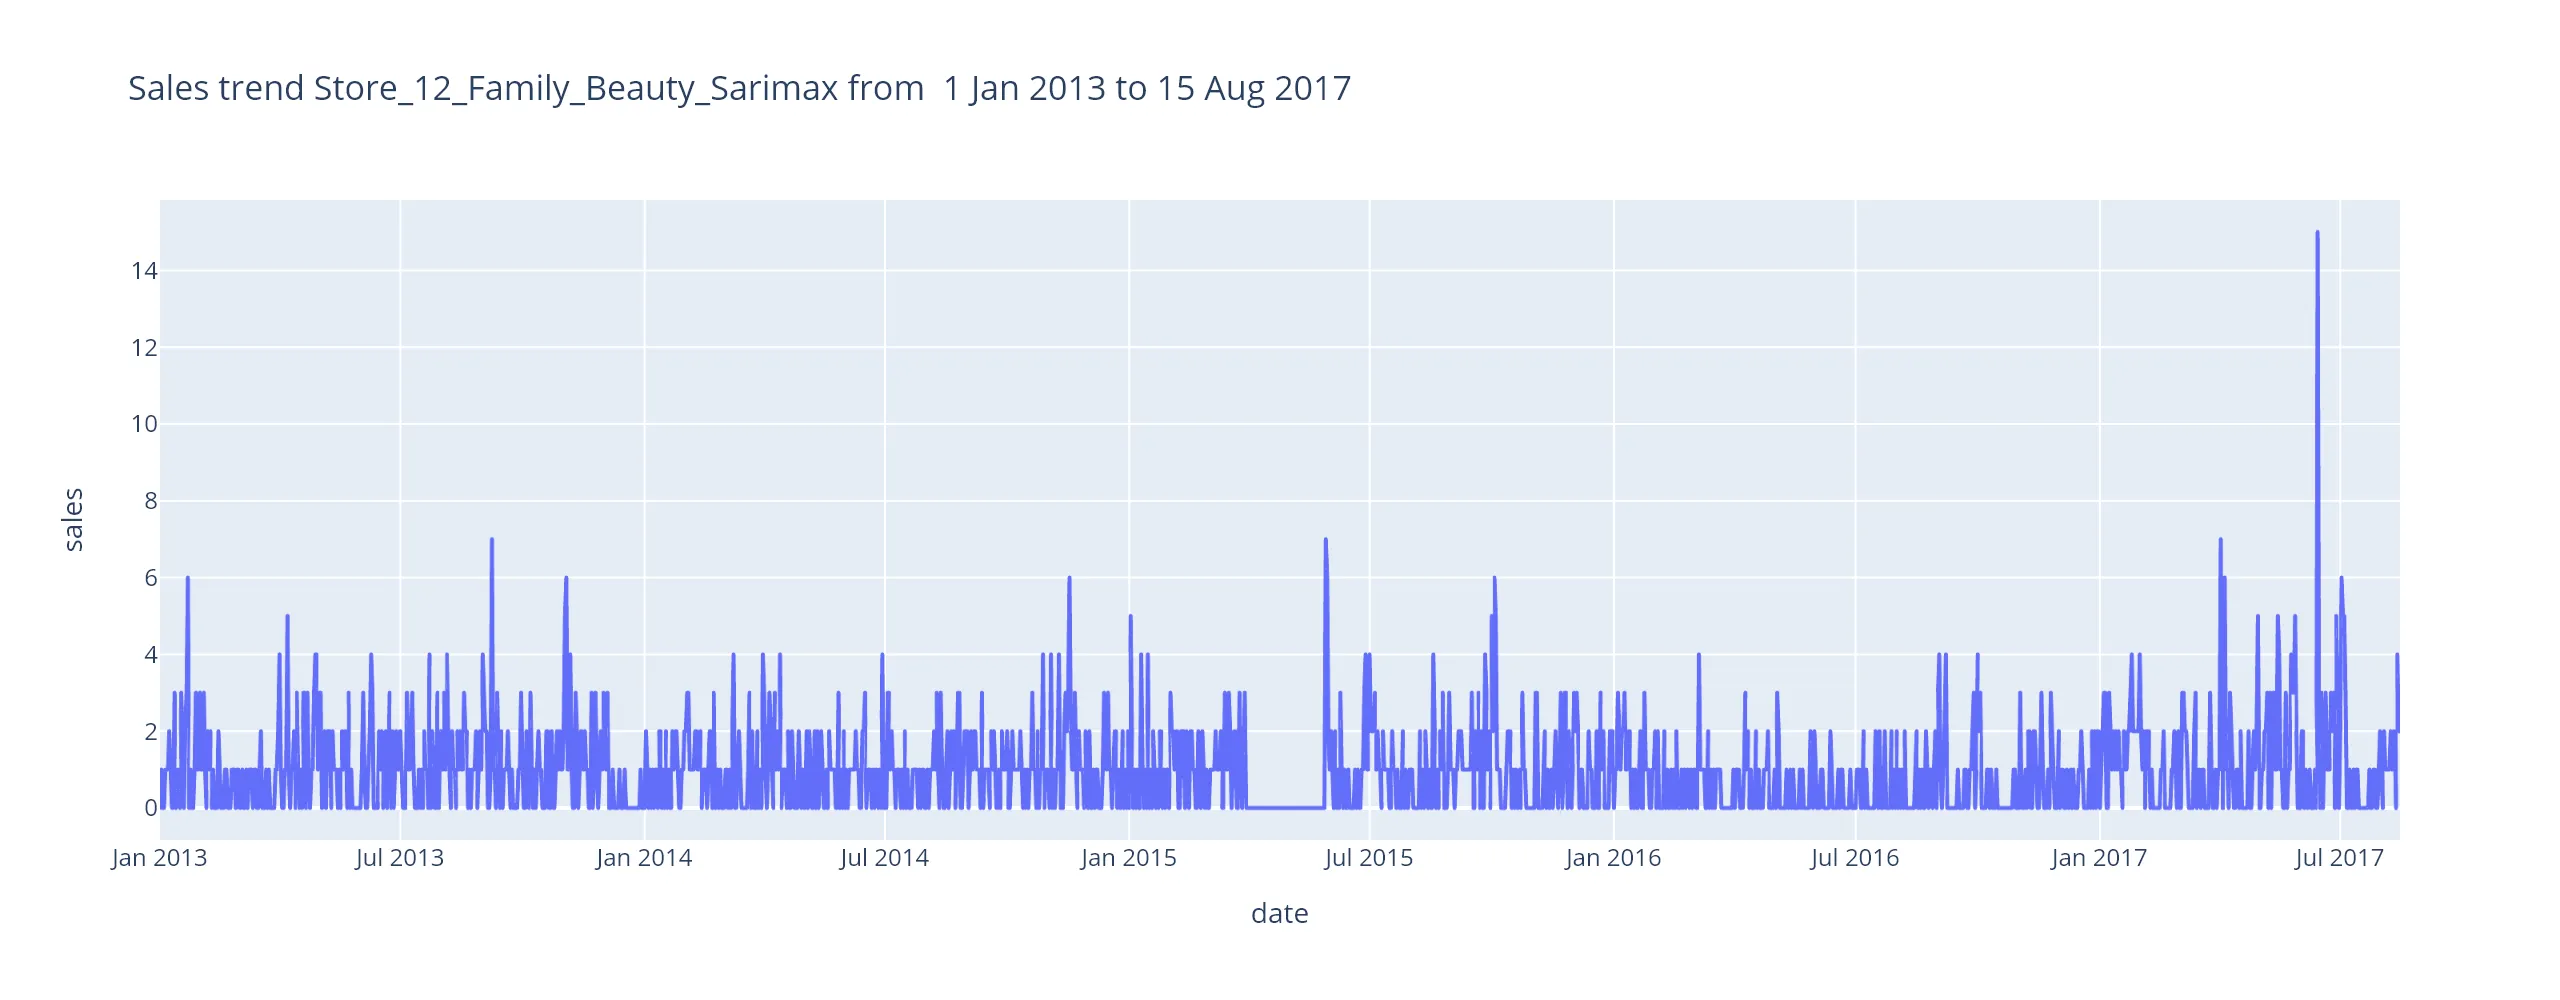 Sales trend Store_12_Family_Beauty_Sarimax from  1 Jan 2013 to 15 Aug 2017
14
12
10
8
6
4
2
0
sales
Jan 2013 Jul 2013 Jan 2014 Jul 2014 Jan 2015 Jul 2015 Jan 2016 Jul 2016 Jan 2017 Jul 2017
date